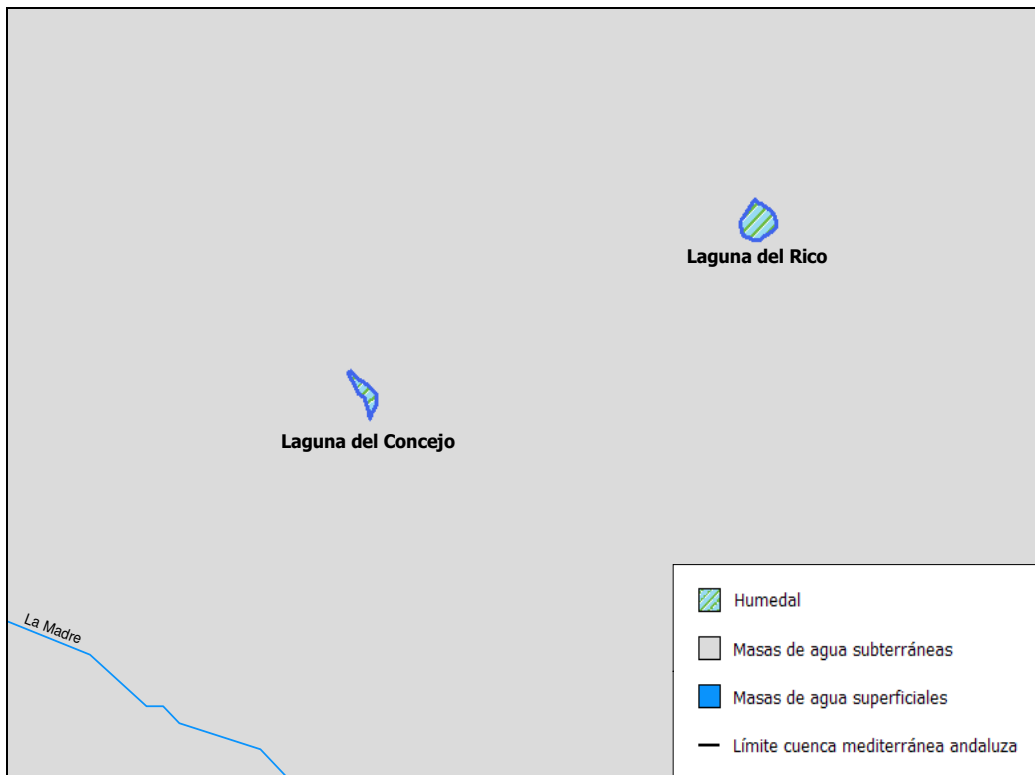 Laguna del Rico
Laguna del Concejo
La Madre
Humedal
Masas de agua subterráneas
Masas de agua superficiales
Límite cuenca mediterránea andaluza